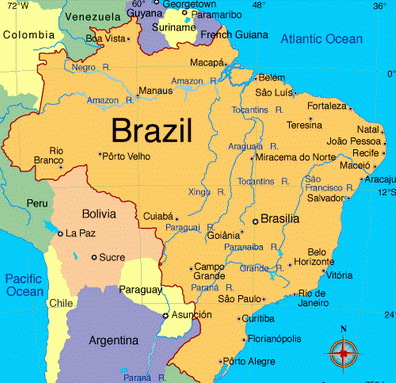 72°W
60°
Georgetown
48°
36°
Venezuela
Guyana
Paramaribo
Suriname
French Guiana
Colombia
Boa Vista
Atlantic Ocean
Macapá
Negro R.
Amazon R.
0°
Belém
Manaus
São Luís
Amazon R.
Tocantins R.
Fortaleza
Teresina
Brazil
Natal
Araguaia R.
João Pessoa
Rio
Branco
Pôrto Velho
Miracema do Norte
Recife
Maceió
Xingu R.
Tocantins R.
São
Francisco R.
Aracaju
12°S
Peru
Salvador
Bolivia
Cuiabá
Brasilia
Paraguai R.
La Paz
Goiânia
Paranaiba R.
Sucre
Belo
Horizonte
Pacific
Ocean
Campo
Grande
Grande R.
Vitória
Paraguay
Paraná R.
Chile
São Paulo
Rio de
Janeiro
Asunción
24°
Curitiba
N
Argentina
Florianópolis
Pôrto Alegre
Paraná R.